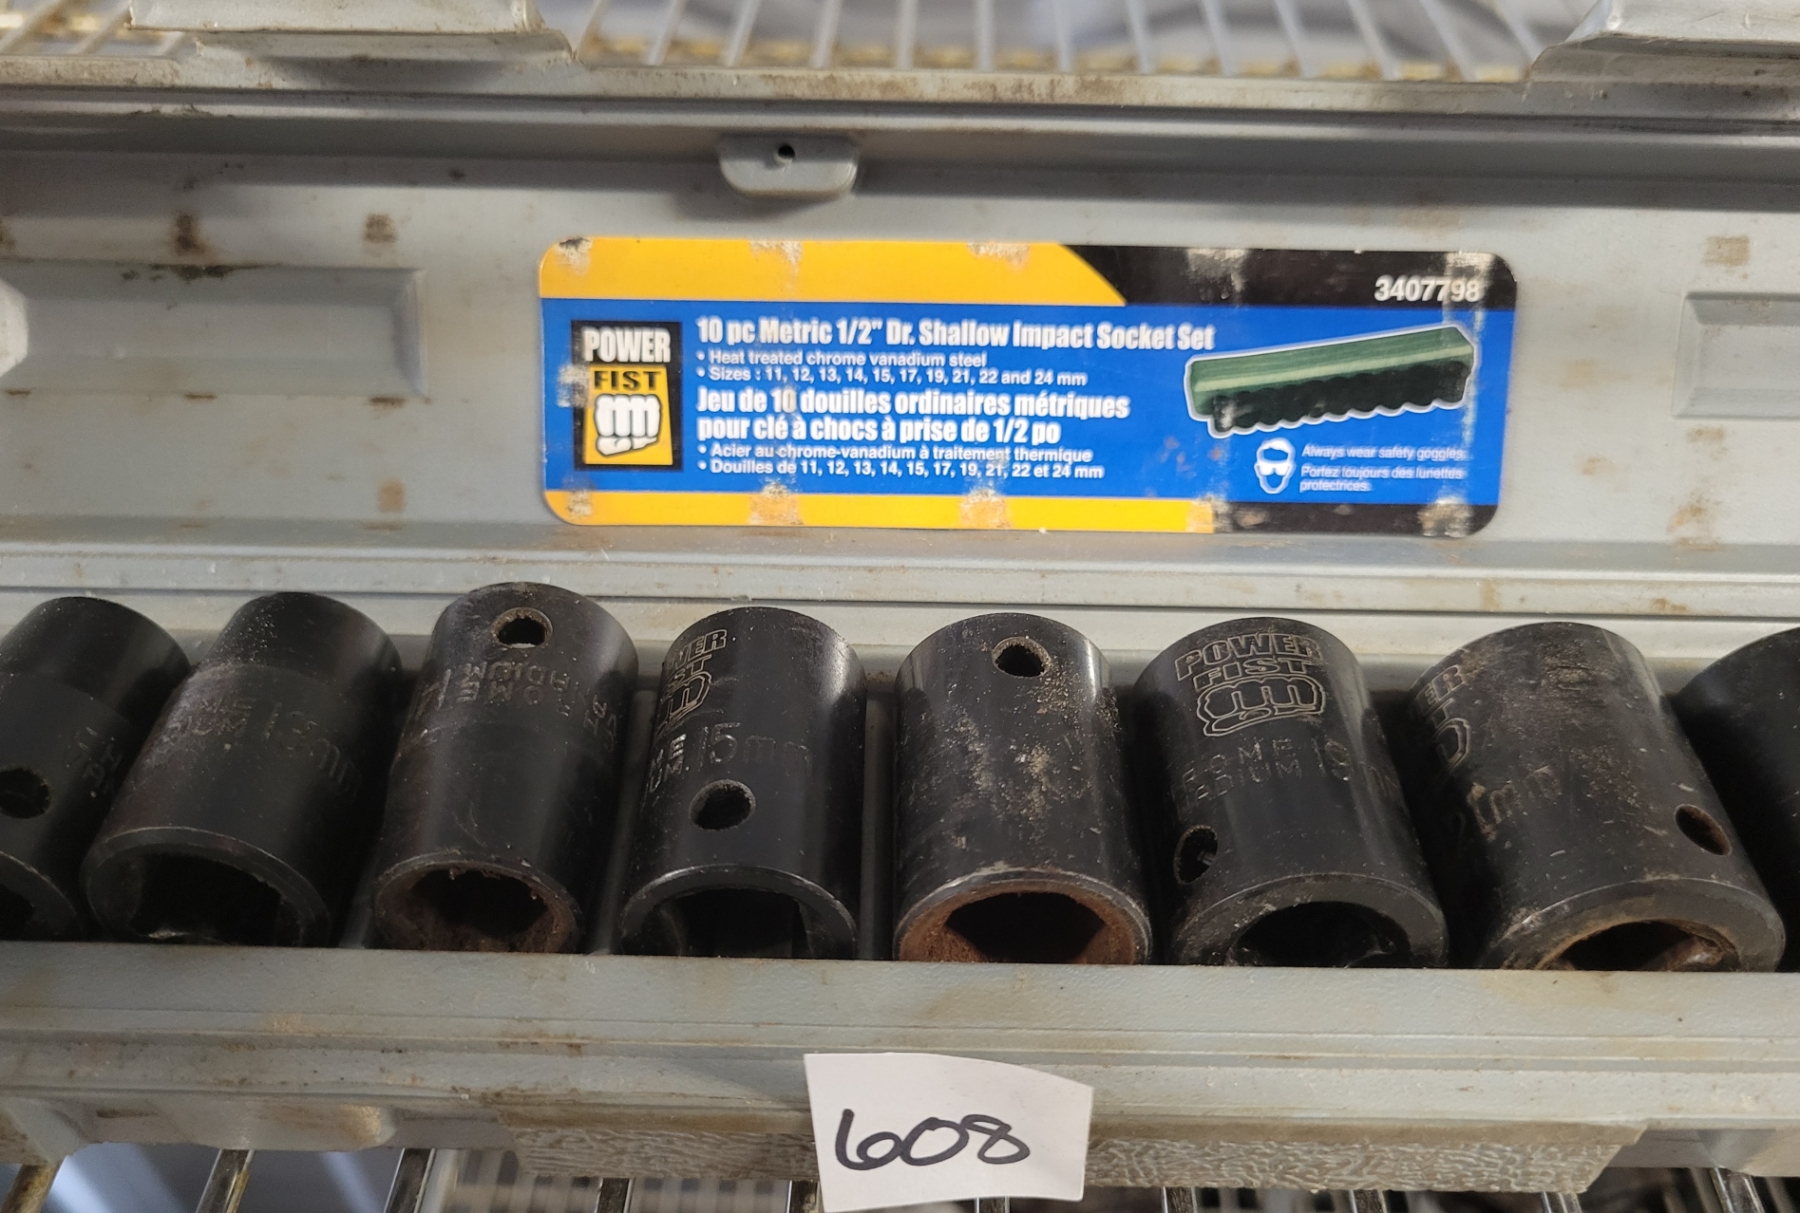 3407798
POWER
FIST
10 pc Metric 1/2" Dr. Shallow Impact Socket Set
• Heat treated chrome vanadium steel
• Sizes : 11, 12, 13, 14, 15, 17, 19, 21, 22 and 24 mm
Jeu de 10 douilles ordinaires métriques
pour clé à chocs à prise de 1/2 po
• Acier au chrome-vanadium à traitement thermique
• Douilles de 11, 12, 13, 14, 15, 17, 19, 21, 22 et 24 mm
Always wear safety goggles.
Portez toujours des lunettes
protectrices.
13mm
15mm
POWER
FIST
19
21mm
608